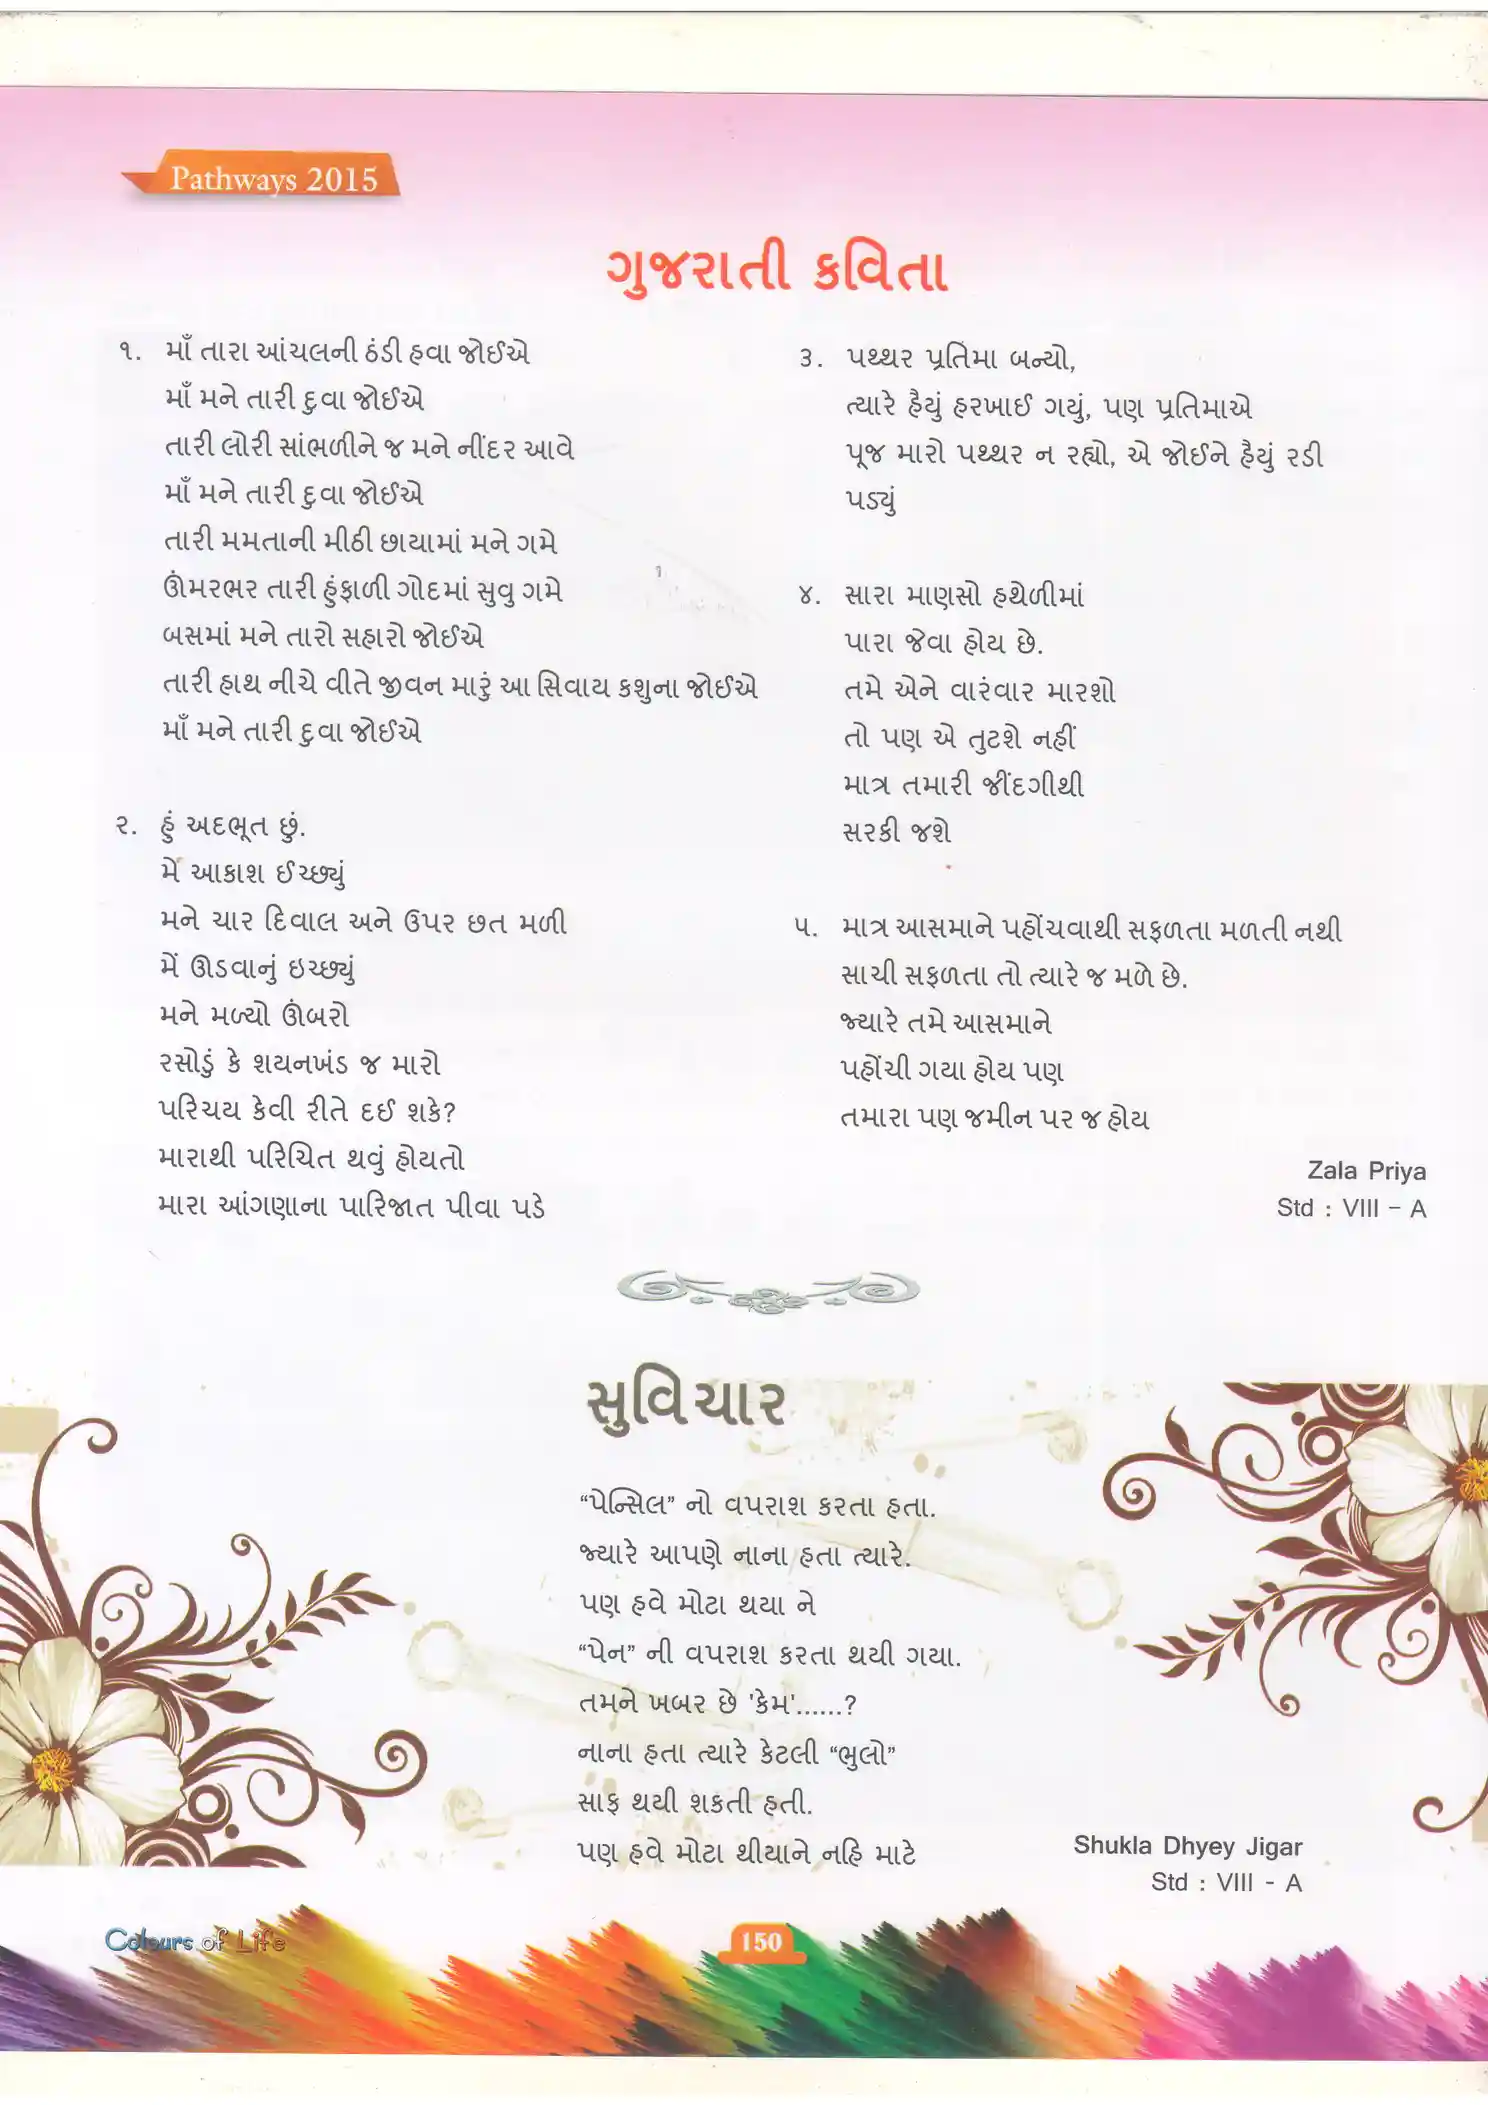 Pathways 2015
ગુજરાતી કવિતા
૧. માઁ તારા આંચલની ઠંડી હવા જોઈએ
માઁ મને તારી દુવા જોઈએ
તારી લોરી સાંભળીને જ મને નીંદર આવે
માઁ મને તારી દુવા જોઈએ
તારી મમતાની મીઠી છાયામાં મને ગમે
ઊંમરભર તારી હુંફાળી ગોદમાં સુવુ ગમે
બસમાં મને તારો સહારો જોઈએ
તારી હાથ નીચે વીતે જીવન મારું આ સિવાય કશુના જોઈએ
માઁ મને તારી દુવા જોઈએ
૨. હું અદભૂત છું.
મેં આકાશ ઈચ્છ્યું
મને ચાર દિવાલ અને ઉપર છત મળી
મેં ઊડવાનું ઇચ્છ્યું
મને મળ્યો ઊંબરો
રસોડું કે શયનખંડ જ મારો
પરિચય કેવી રીતે દઈ શકે?
મારાથી પરિચિત થવું હોયતો
મારા આંગણાના પારિજાત પીવા પડે
૩. પથ્થર પ્રતિમા બન્યો,
ત્યારે હૈયું હરખાઈ ગયું, પણ પ્રતિમાએ
પૂજ મારો પથ્થર ન રહ્યો, એ જોઈને હૈયું રડી
પડ્યું
૪. સારા માણસો હથેળીમાં
પારા જેવા હોય છે.
તમે એને વારંવાર મારશો
તો પણ એ તુટશે નહીં
માત્ર તમારી જીંદગીથી
સરકી જશે
૫. માત્ર આસમાને પહોંચવાથી સફળતા મળતી નથી
સાચી સફળતા તો ત્યારે જ મળે છે.
જ્યારે તમે આસમાને
પહોંચી ગયા હોય પણ
તમારા પણ જમીન પર જ હોય
Zala Priya
Std : VIII – A
સુવિચાર
“પેન્સિલ” નો વપરાશ કરતા હતા.
જ્યારે આપણે નાના હતા ત્યારે.
પણ હવે મોટા થયા ને
“પેન” ની વપરાશ કરતા થયી ગયા.
તમને ખબર છે 'કેમ'......?
નાના હતા ત્યારે કેટલી “ભુલો”
સાફ થયી શકતી હતી.
પણ હવે મોટા થીયાને નહિ માટે
Shukla Dhyey Jigar
Std : VIII - A
Colours of Life
150